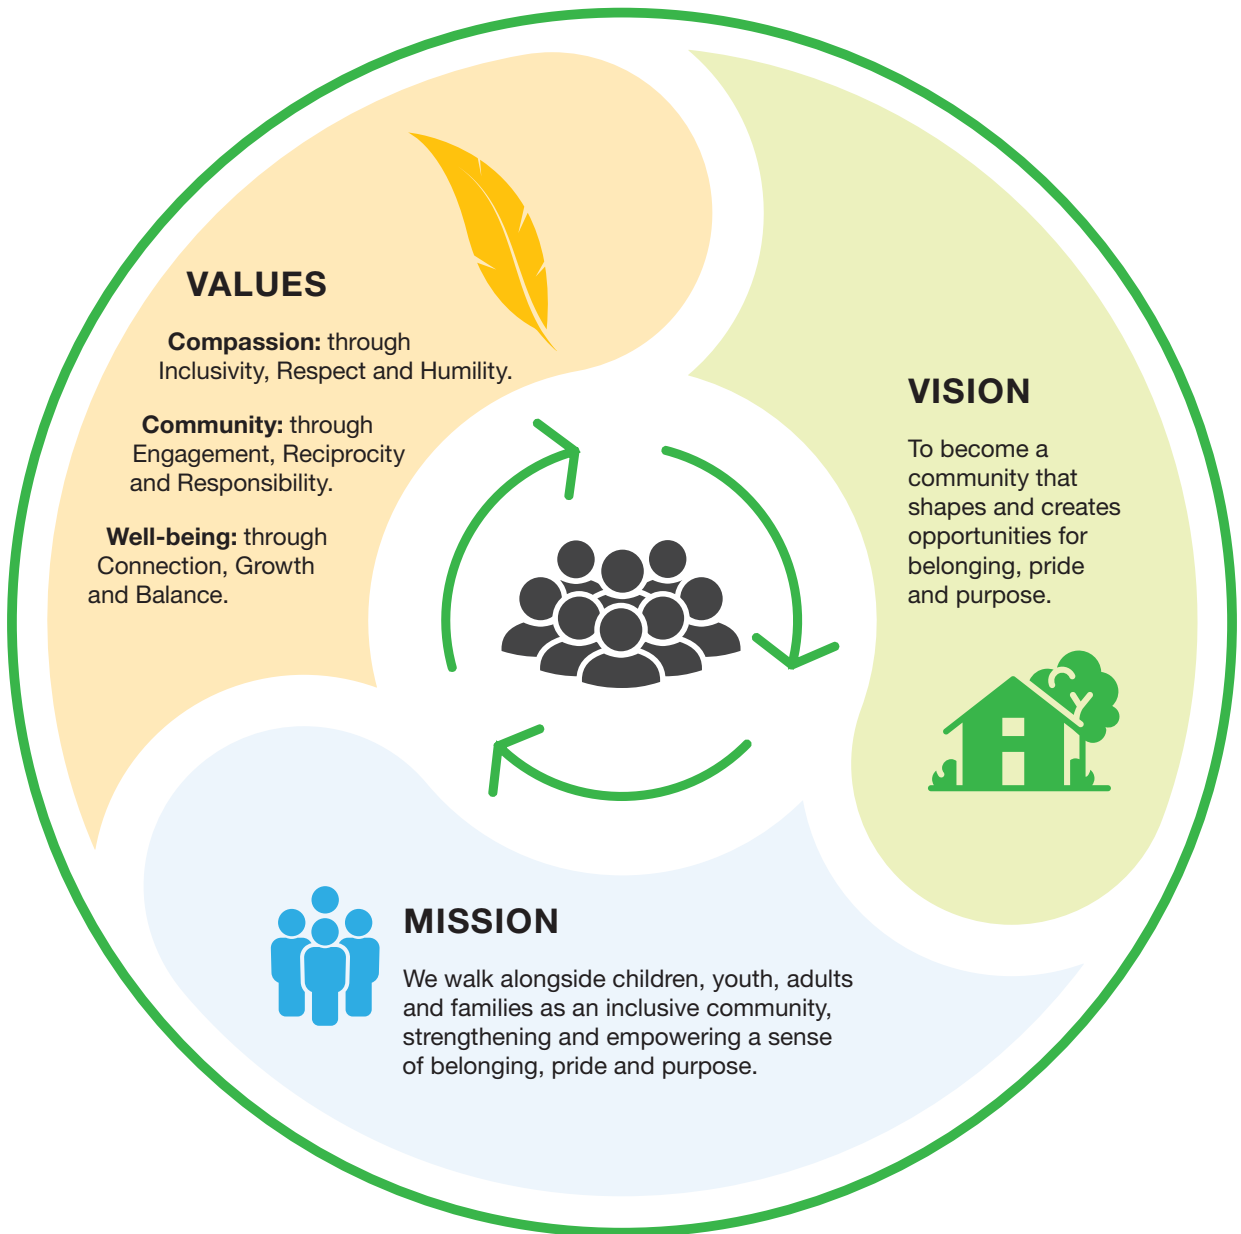 VALUES
Compassion: through
Inclusivity, Respect and Humility.
Community: through
Engagement, Reciprocity
and Responsibility.
Well-being: through
Connection, Growth
and Balance.
VISION
To become a
community that
shapes and creates
opportunities for
belonging, pride
and purpose.
MISSION
We walk alongside children, youth, adults
and families as an inclusive community,
strengthening and empowering a sense
of belonging, pride and purpose.